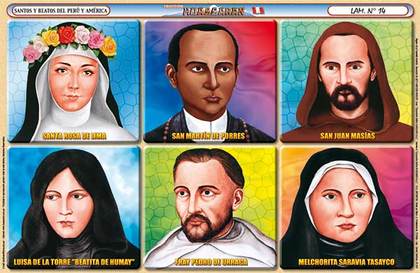 SANTOS Y BEATOS DEL PERÚ Y AMÉRICA
HUASCARÁN
LAM. N° 14
SANTA ROSA DE LIMA
SAN MARTÍN DE PORRES
SAN JUAN MASÍAS
LUISA DE LA TORRE "BEATITA DE HUMAY"
FRAY PEDRO DE URRACA
MELCHORITA SARAVIA TASAYCO